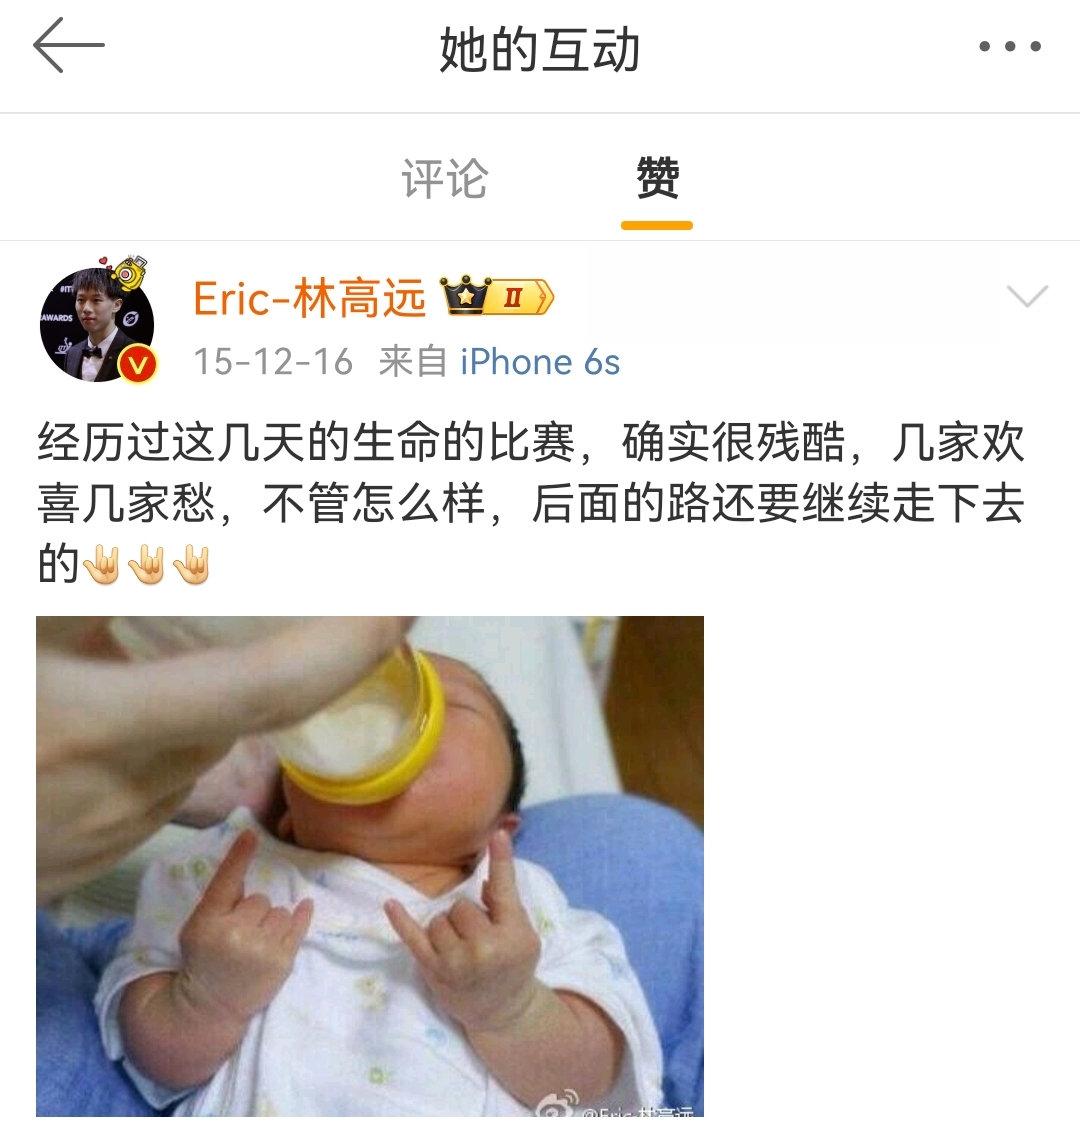 她的互动
评论 赞
#IT
AWARDS
Eric-林高远 II
V
15-12-16 来自 iPhone 6s
经历过这几天的生命的比赛，确实很残酷，几家欢
喜几家愁，不管怎么样，后面的路还要继续走下去
的🤟🏻🤟🏻🤟🏻
@Eric-林高远